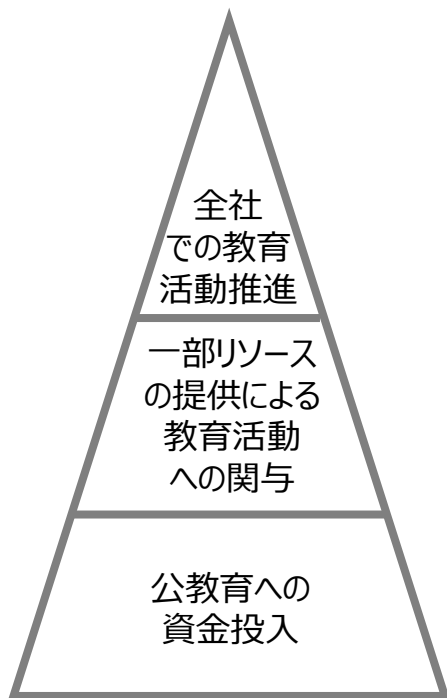 全社
での教育
活動推進
一部リソース
の提供による
教育活動
への関与
公教育への
資金投入